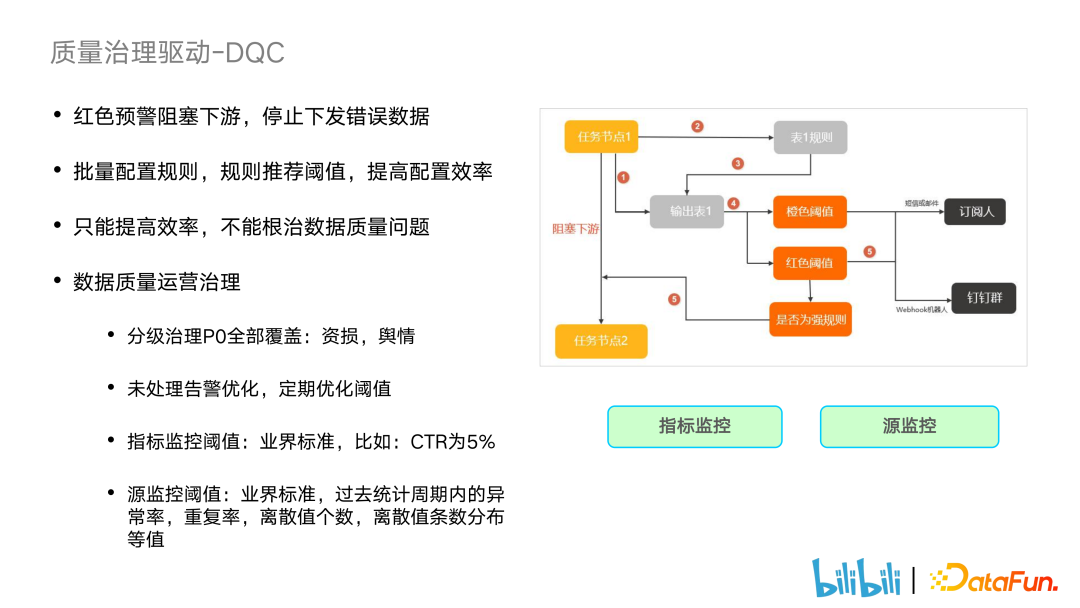 质量治理驱动-DQC
• 红色预警阻塞下游，停止下发错误数据
• 批量配置规则，规则推荐阈值，提高配置效率
• 只能提高效率，不能根治数据质量问题
• 数据质量运营治理
• 分级治理P0全部覆盖：资损，舆情
• 未处理告警优化，定期优化阈值
• 指标监控阈值：业界标准，比如：CTR为5%
• 源监控阈值：业界标准，过去统计周期内的异
常率，重复率，离散值个数，离散值条数分布
等值
任务节点1
2
表1规则
3
1
输出表1
4
橙色阈值
短信或邮件
订阅人
阻塞下游
红色阈值
5
5
钉钉群
Webhook机器人
是否为强规则
任务节点2
指标监控
源监控
bilibili
DataFun.